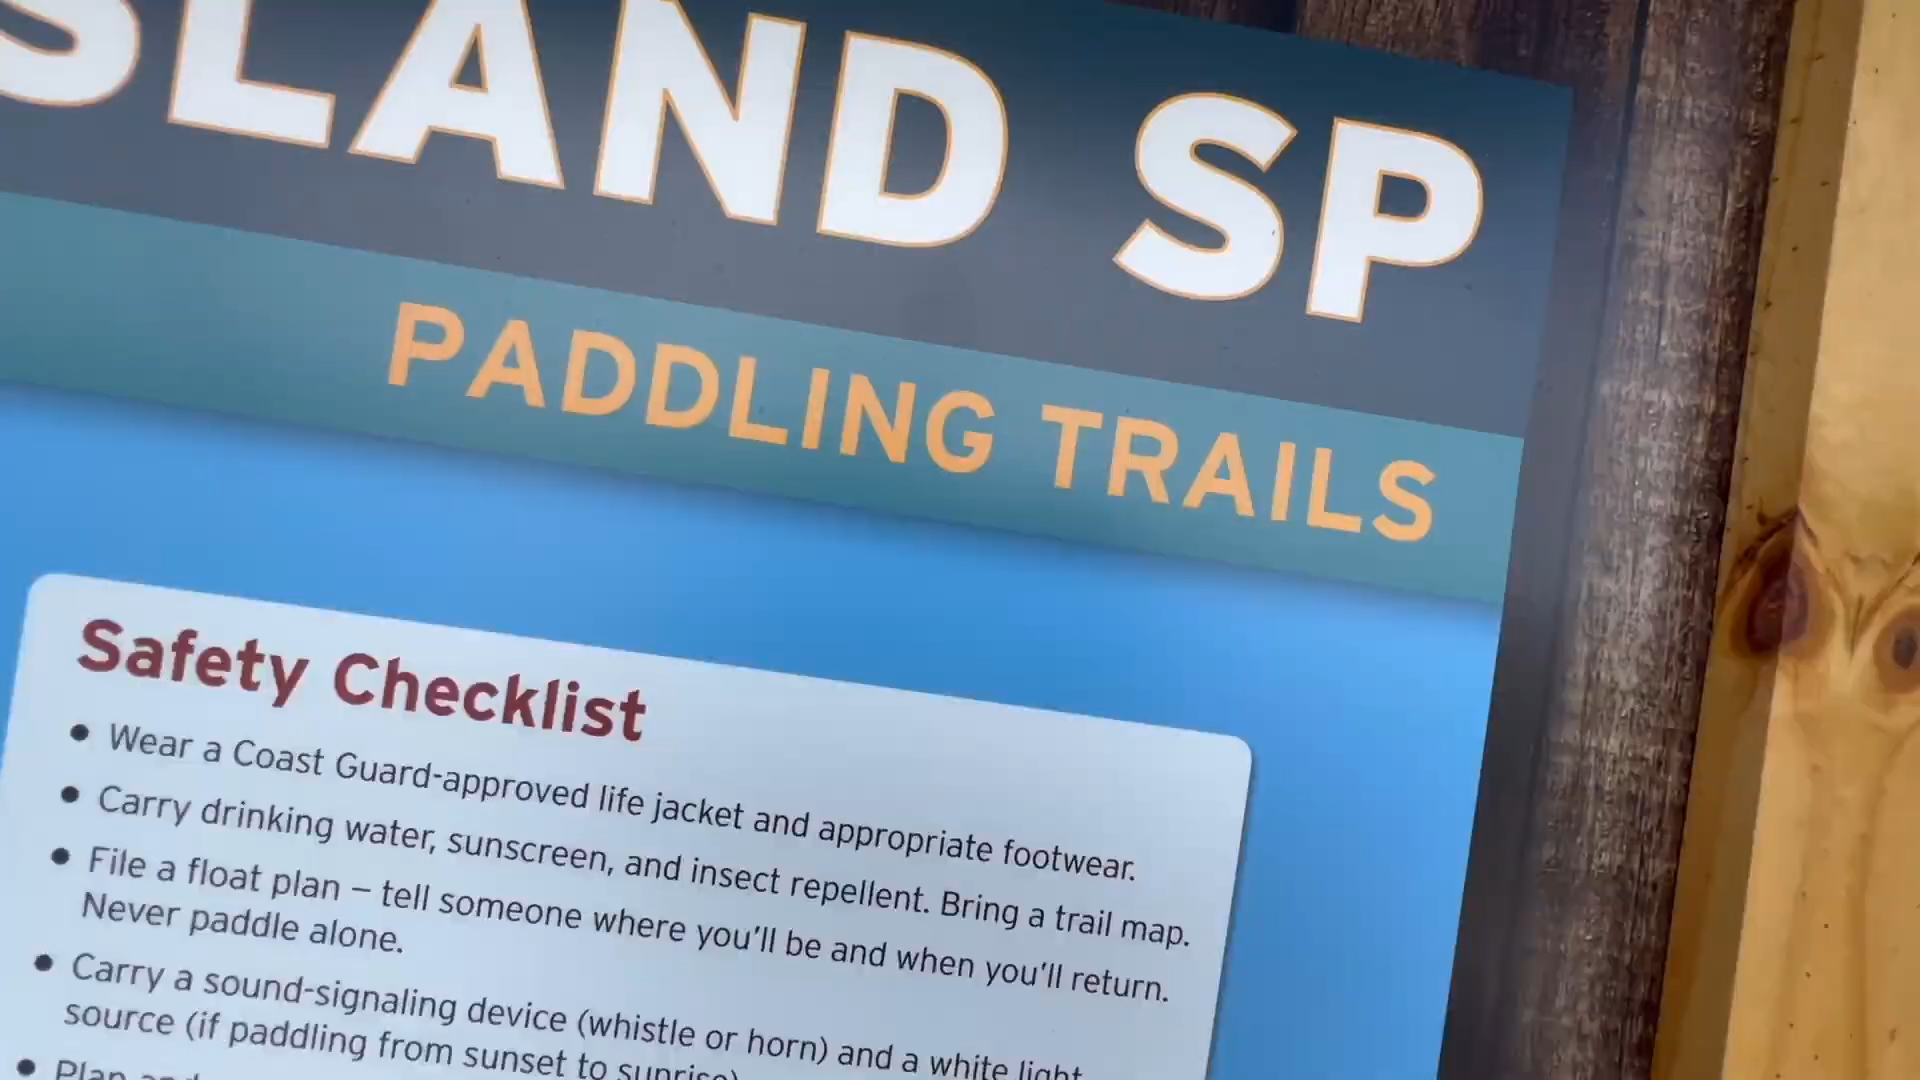 SLAND SP
PADDLING TRAILS
Safety Checklist
• Wear a Coast Guard-approved life jacket and appropriate footwear.
• Carry drinking water, sunscreen, and insect repellent. Bring a trail map.
• File a float plan – tell someone where you'll be and when you'll return.
Never paddle alone.
• Carry a sound-signaling device (whistle or horn) and a white light
source (if paddling from sunset to sunrise)
• Plan and